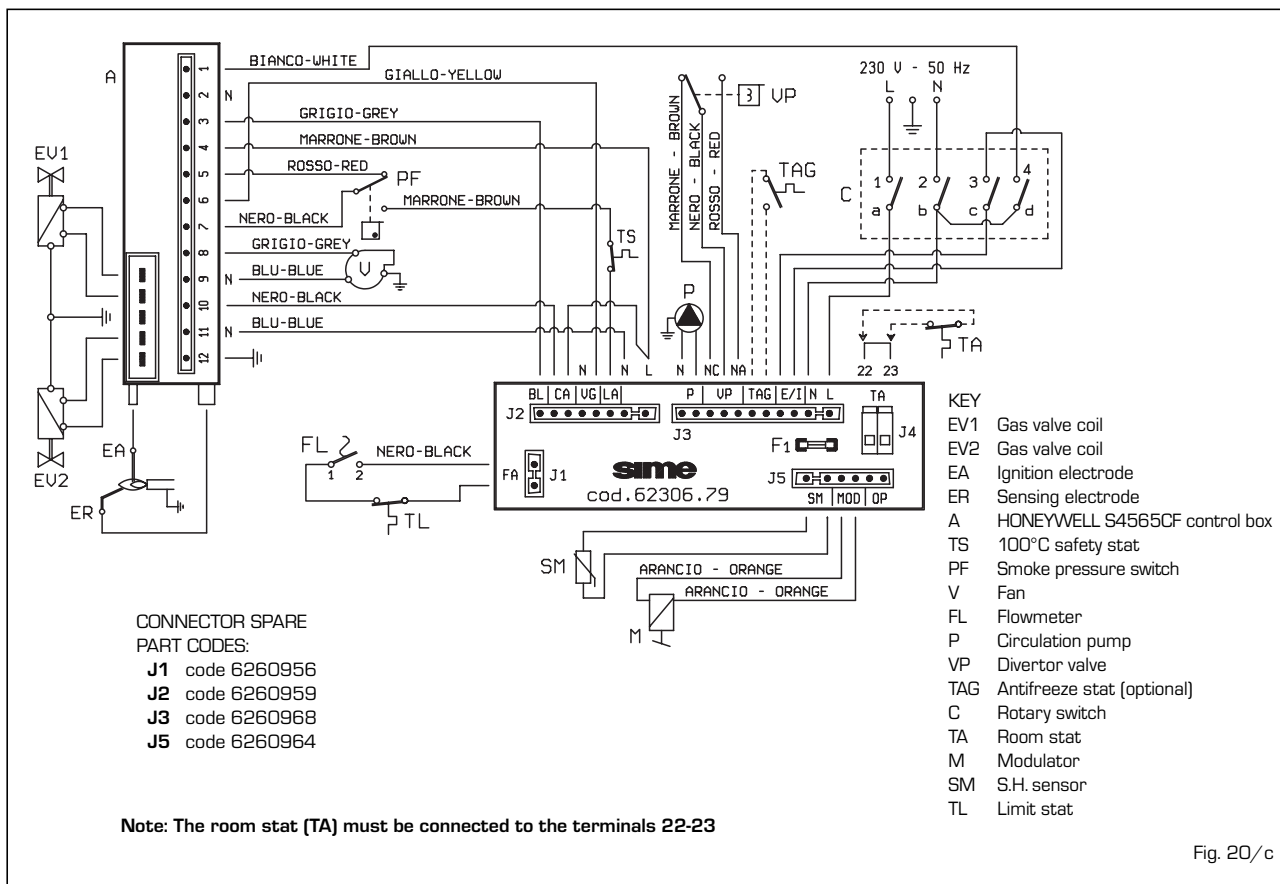 A
1 BIANCO-WHITE
2 N
GIALLO-YELLOW
3 GRIGIO-GREY
4 MARRONE-BROWN
5 ROSSO-RED
PF
6
MARRONE-BROWN
7 NERO-BLACK
TS
8 GRIGIO-GREY
V
9 N BLU-BLUE
10 NERO-BLACK
11 N BLU-BLUE
12
EV1
EV2
EA
ER
MARRONE - BROWN
NERO - BLACK
ROSSO - RED
3 VP
TAG
230 V - 50 Hz
L N
C
1 2 3 4
a b c d
P
TA
22 23
N N L N NC NA
BL CA VG LA P VP TAG E/I N L TA
J2 J3 J4
F1
FL
1 2
NERO-BLACK
TL
FA J1
sime
cod.62306.79
J5
SM MOD OP
SM
ARANCIO - ORANGE
ARANCIO - ORANGE
M
CONNECTOR SPARE
PART CODES:
J1 code 6260956
J2 code 6260959
J3 code 6260968
J5 code 6260964
KEY
EV1 Gas valve coil
EV2 Gas valve coil
EA Ignition electrode
ER Sensing electrode
A HONEYWELL S4565CF control box
TS 100°C safety stat
PF Smoke pressure switch
V Fan
FL Flowmeter
P Circulation pump
VP Divertor valve
TAG Antifreeze stat (optional)
C Rotary switch
TA Room stat
M Modulator
SM S.H. sensor
TL Limit stat
Note: The room stat (TA) must be connected to the terminals 22-23
Fig. 20/c